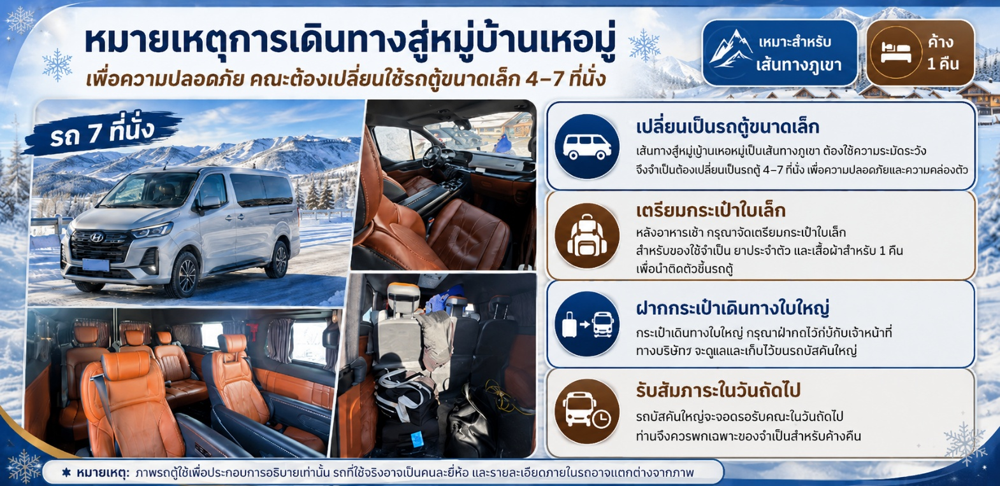 หมายเหตุการเดินทางสู่หมู่บ้านเหอมู่
เพื่อความปลอดภัย คณะต้องเปลี่ยนใช้รถตู้ขนาดเล็ก 4–7 ที่นั่ง
เหมาะสำหรับ
เส้นทางภูเขา
ค้าง
1 คืน
รถ 7 ที่นั่ง
เปลี่ยนเป็นรถตู้ขนาดเล็ก
เส้นทางสู่หมู่บ้านเหอหมู่เป็นเส้นทางภูเขา ต้องใช้ความระมัดระวัง
จึงจำเป็นต้องเปลี่ยนเป็นรถตู้ 4–7 ที่นั่ง เพื่อความปลอดภัยและความคล่องตัว
เตรียมกระเป๋าใบเล็ก
หลังอาหารเช้า กรุณาจัดเตรียมกระเป๋าใบเล็ก
สำหรับของใช้จำเป็น ยาประจำตัว และเสื้อผ้าสำหรับ 1 คืน
เพื่อนำติดตัวชึ้นรถตู้
ฝากกระเป๋าเดินทางใบใหญ่
กระเป๋าเดินทางใบใหญ่ กรุณาฝากไว้กับเจ้าหน้าที่
ทางบริษัทฯ จะดูแลและเก็บไว้บนรถบัสคันใหญ่
รับสัมภาระในวันถัดไป
รถบัสคันใหญ่จะจอดรอรับคณะในวันถัดไป
ท่านจึงควรพกเฉพาะของจำเป็นสำหรับค้างคืน
✱ หมายเหตุ: ภาพรถตู้ใช้เพื่อประกอบการอธิบายเท่านั้น รถที่ใช้จริงอาจเป็นคนละยี่ห้อ และรายละเอียดภายในรถอาจแตกต่างจากภาพ